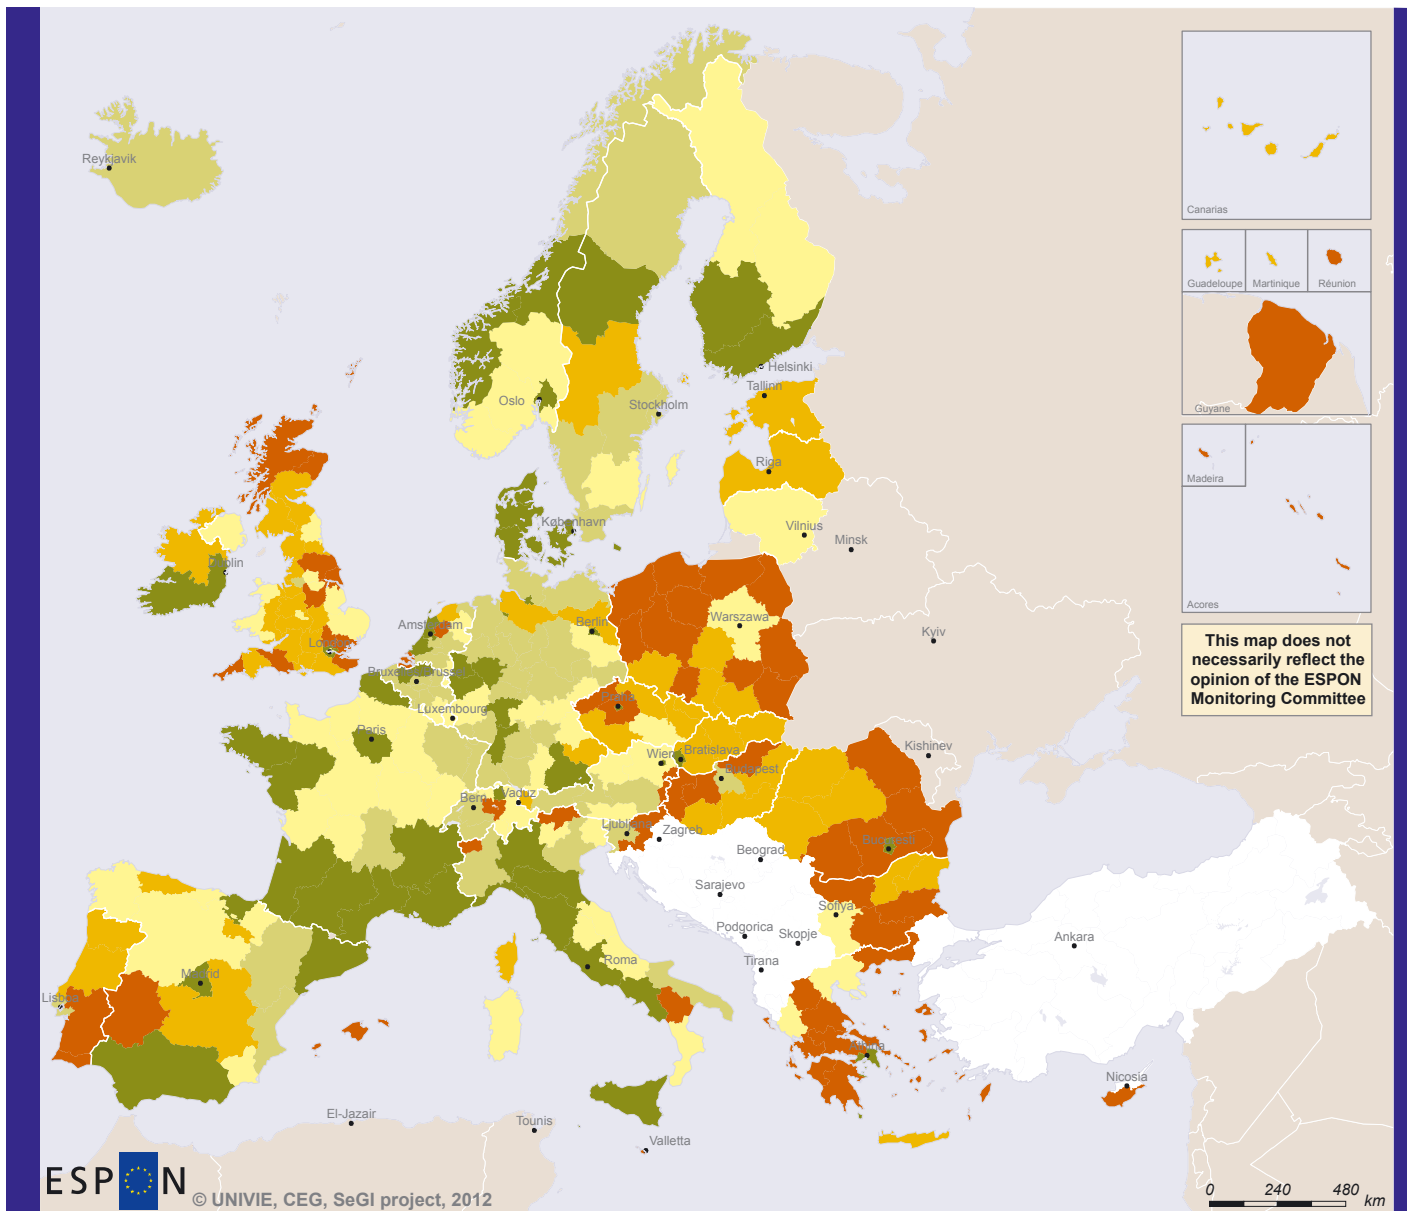 Reykjavik
Canarias
Guadeloupe
Martinique
Réunion
Guyane
Madeira
Acores
Helsinki
Tallinn
Oslo
Stockholm
Riga
København
Vilnius
Minsk
Dublin
Amsterdam
Berlin
Warszawa
Kyiv
London
Luxembourg
Praha
Paris
Kishinev
Wien
Bratislava
Budapest
Bern
Vaduz
Ljubljana
Zagreb
Beograd
Bucuresti
Sarajevo
Sofiya
Podgorica
Skopje
Ankara
Roma
Tirana
Madrid
Lisboa
Athina
Nicosia
El-Jazair
Tounis
Valletta
This map does not
necessarily reflect the
opinion of the ESPON
Monitoring Committee
ESPON
© UNIVIE, CEG, SeGI project, 2012
0 240 480
km